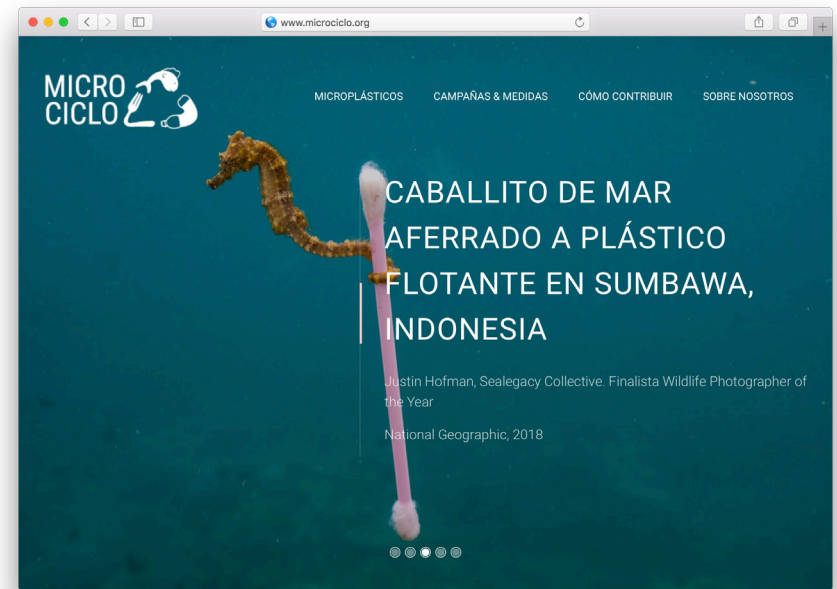 www.microciclo.org
MICRO
CICLO
MICROPLÁSTICOS CAMPAÑAS & MEDIDAS CÓMO CONTRIBUIR SOBRE NOSOTROS
CABALLITO DE MAR
AFERRADO A PLÁSTICO
FLOTANTE EN SUMBAWA,
INDONESIA
Justin Hofman, Sealegacy Collective. Finalista Wildlife Photographer of
the Year
National Geographic, 2018